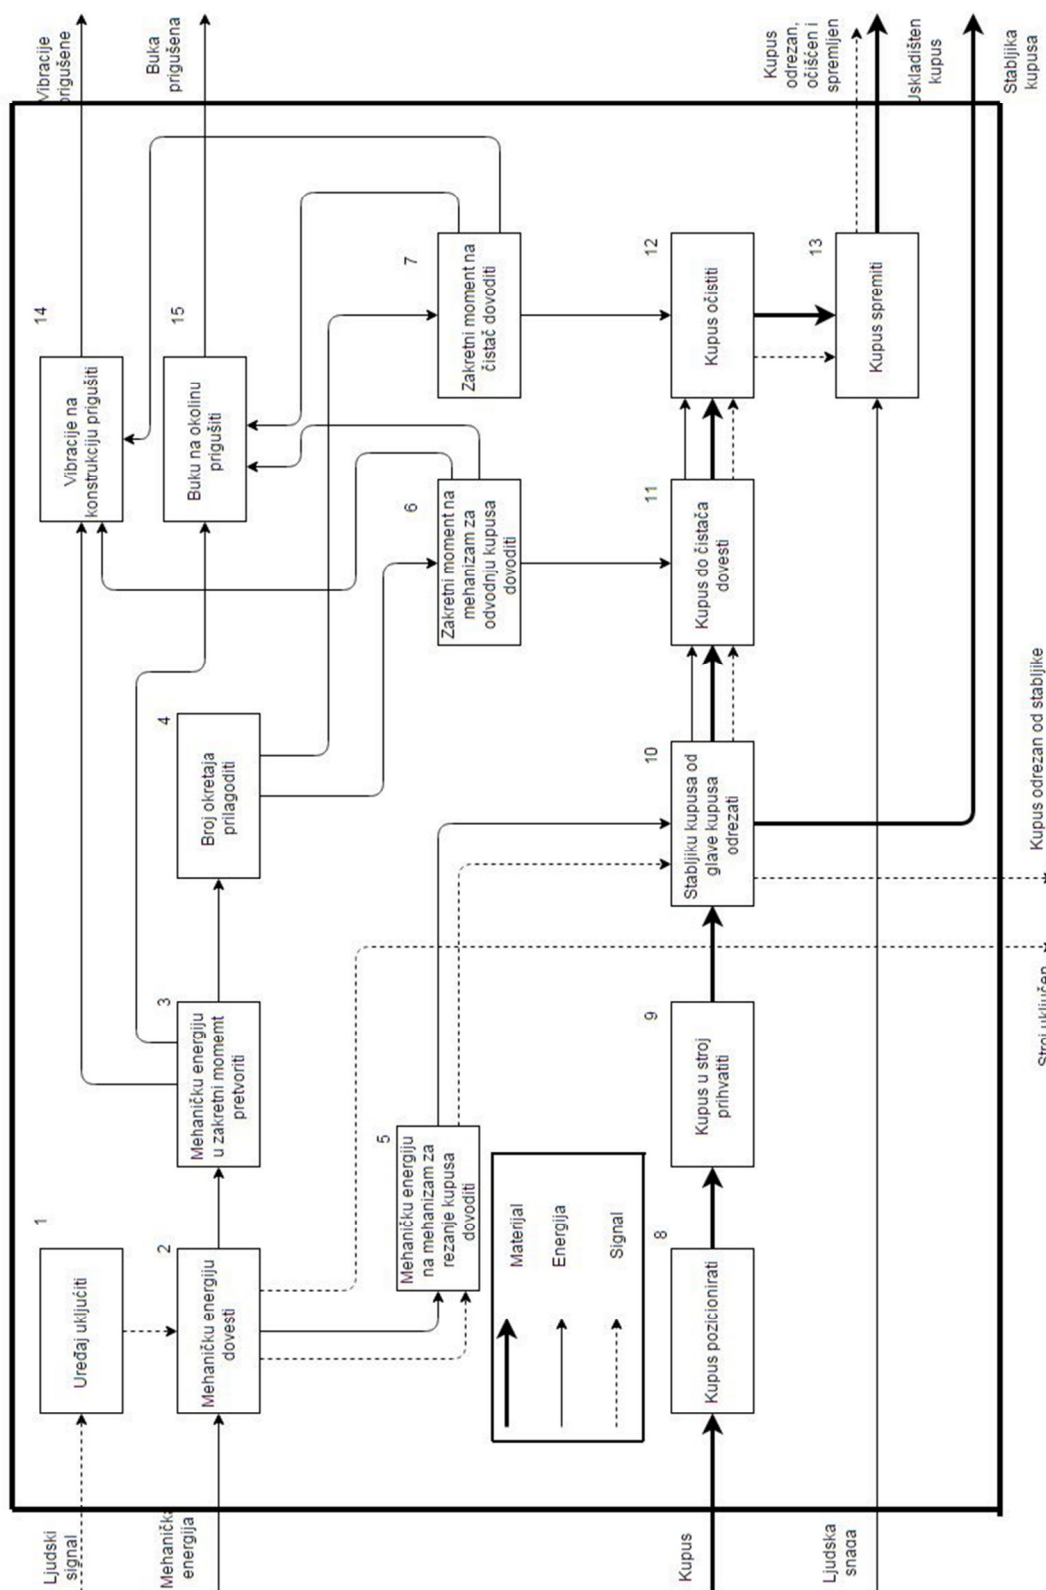 Ljudski
signal
Mehanička
energija
Kupus
Ljudska
snaga
1
Uređaj uključiti
2
Mehaničku energiju
dovesti
3
Mehaničku energiju
u zakretni momemt
pretvoriti
4
Broj okretaja
prilagoditi
5
Mehaničku energiju
na mehanizam za
rezanje kupusa
dovoditi
6
Zakretni moment na
mehanizam za
odvodnju kupusa
dovoditi
7
Zakretni moment na
čistač dovoditi
8
Kupus pozicionirati
9
Kupus u stroj
prihvatiti
10
Stabljiku kupusa od
glave kupusa
odrezati
11
Kupus do čistača
dovesti
12
Kupus očistiti
13
Kupus spremiti
14
Vibracije na
konstrukciju prigušiti
15
Buku na okolinu
prigušiti
Materijal
Energija
Signal
Vibracije
prigušene
Buka
prigušena
Kupus
odrezan,
očišćen i
spremljen
Uskladišten
kupus
Stabljika
kupusa
Stroj uključen
Kupus odrezan od stabljike